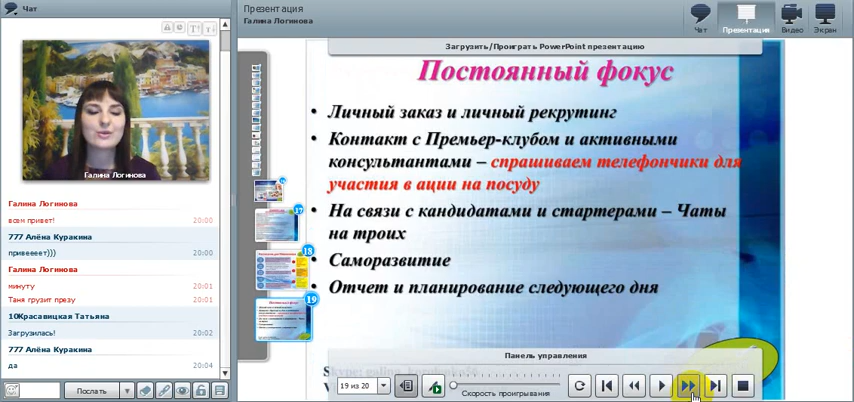 Чат
Галина Логинова
Галина Логинова
всем привет!
20:00
777 Алёна Куракина
привеееет)))
20:00
Галина Логинова
минуту
20:01
Таня грузит презу
20:01
10Красавицкая Татьяна
Загрузилась!
20:02
777 Алёна Куракина
да
20:04
Послать
Презентация
Галина Логинова
Чат
Презентация
Видео
Экран
Загрузить/Проиграть PowerPoint презентацию
17
18
19
Постоянный фокус
• Личный заказ и личный рекрутинг
• Контакт с Премьер-клубом и активными
консультантами – спрашиваем телефончики для
участия в ации на посуду
• На связи с кандидатами и стартерами – Чаты
на троих
• Саморазвитие
• Отчет и планирование следующего дня
Панель управления
19 из 20
Скорость проигрывания